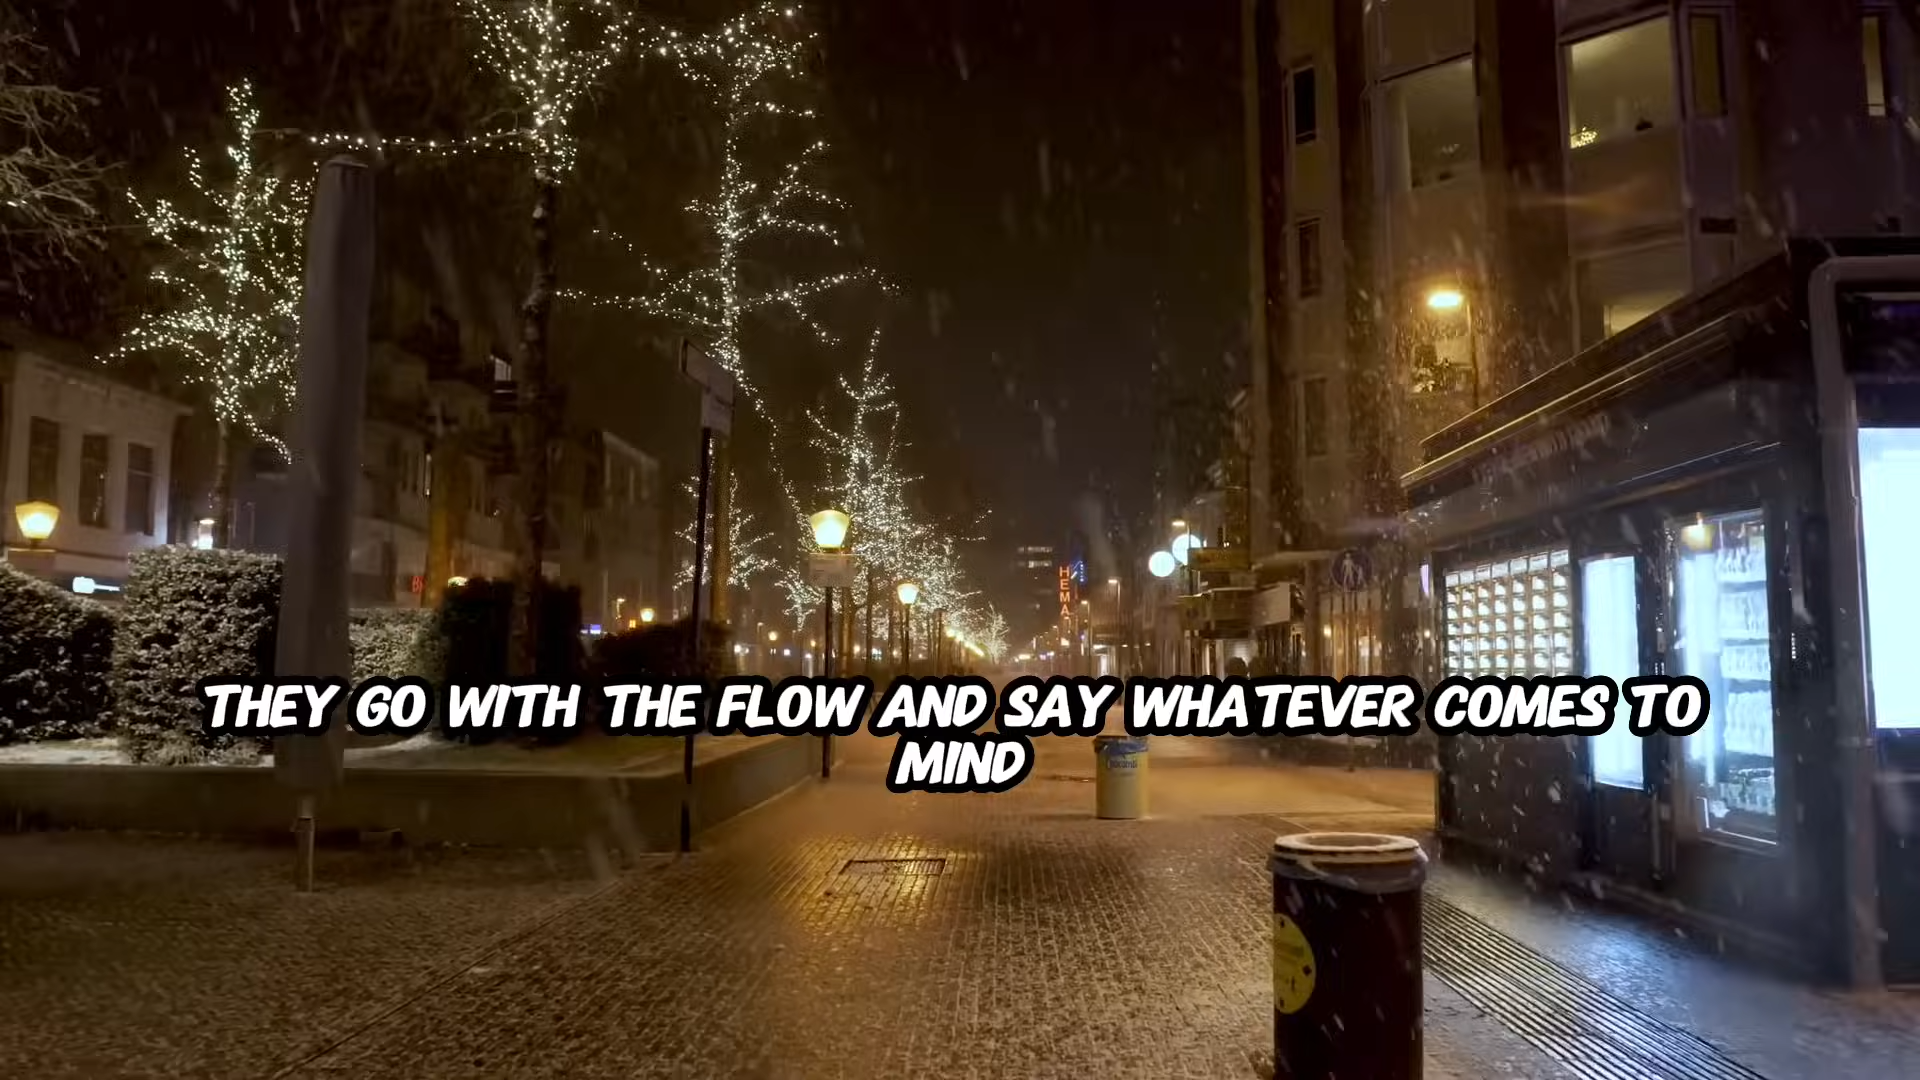 HEMA
THEY GO WITH THE FLOW AND SAY WHATEVER COMES TO
MIND